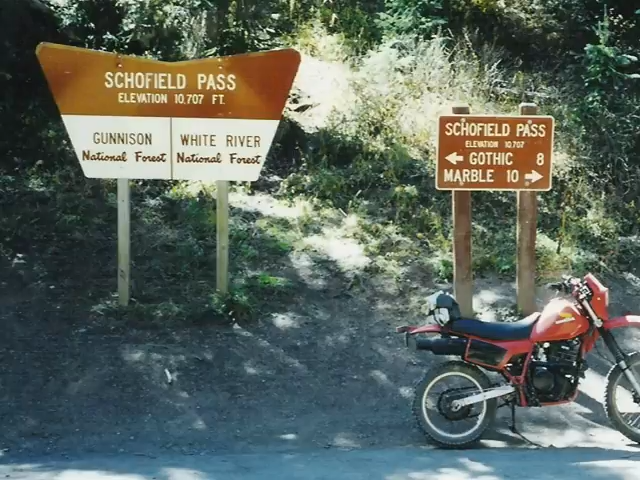 SCHOFIELD PASS
ELEVATION 10,707 FT.
GUNNISON
National Forest
WHITE RIVER
National Forest
SCHOFIELD PASS
ELEVATION 10,707
← GOTHIC 8
MARBLE 10 →